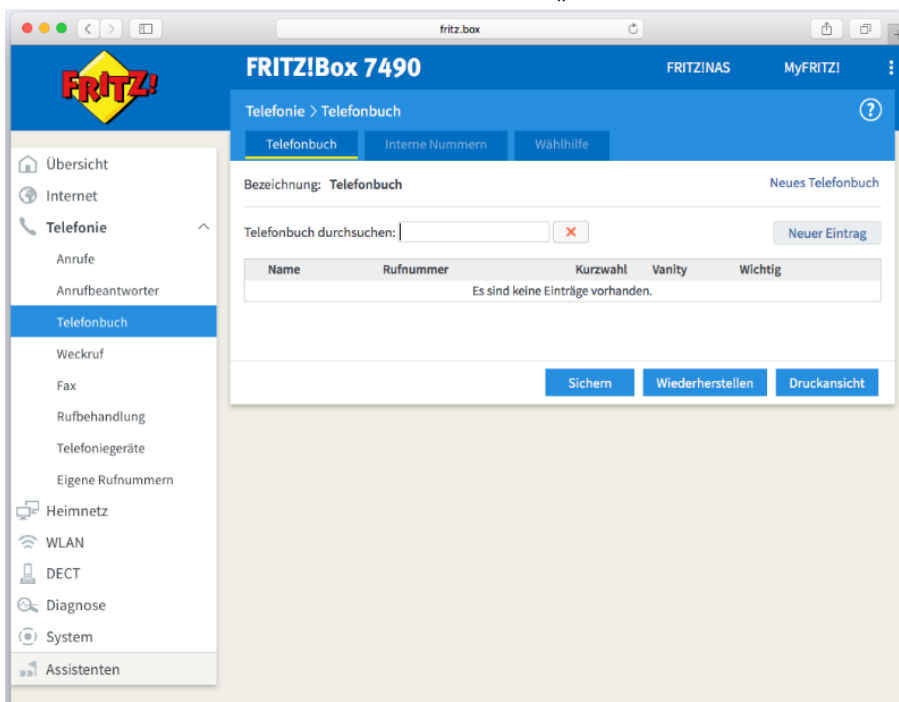 fritz.box
FRITZ!
FRITZ!Box 7490
FRITZ!NAS
MyFRITZ!
Telefonie > Telefonbuch
?
Telefonbuch
Interne Nummern
Wählhilfe
Übersicht
Internet
Telefonie
Anrufe
Anrufbeantworter
Telefonbuch
Weckruf
Fax
Rufbehandlung
Telefoniegeräte
Eigene Rufnummern
Heimnetz
WLAN
DECT
Diagnose
System
Assistenten
Bezeichnung: Telefonbuch
Neues Telefonbuch
Telefonbuch durchsuchen:
Neuer Eintrag
Name Rufnummer Kurzwahl Vanity Wichtig
Es sind keine Einträge vorhanden.
Sichern
Wiederherstellen
Druckansicht